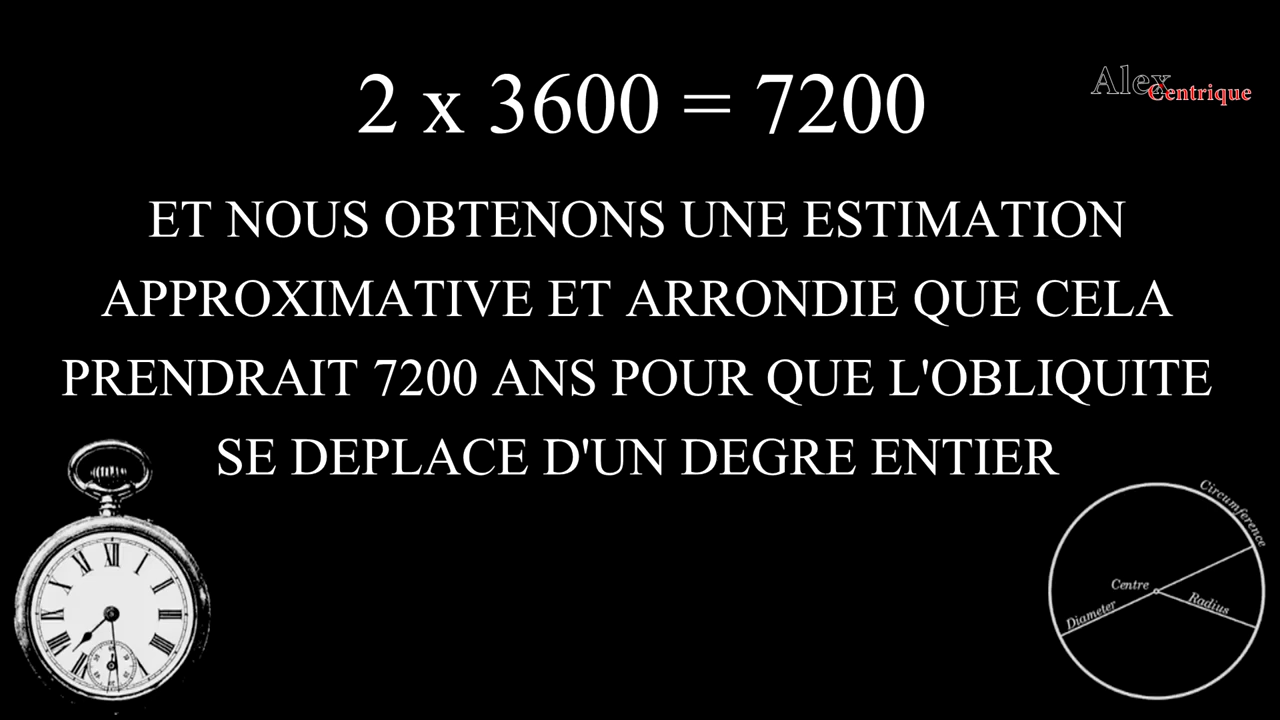 2 x 3600 = 7200
Alex
Centrique
ET NOUS OBTENONS UNE ESTIMATION
APPROXIMATIVE ET ARRONDIE QUE CELA
PRENDRAIT 7200 ANS POUR QUE L'OBLIQUITE
SE DEPLACE D'UN DEGRE ENTIER
Circumference
Centre
Diameter
Radius